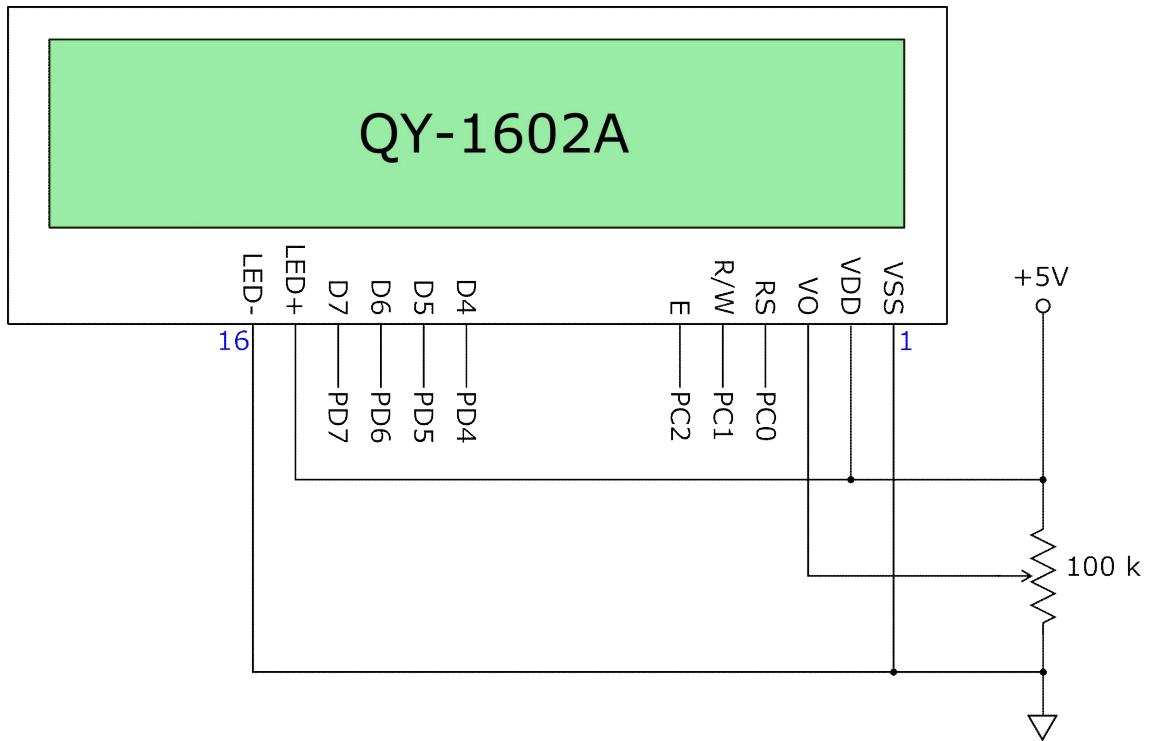 QY-1602A
LED-
LED+
D7
D6
D5
D4
E
R/W
RS
VO
VDD
VSS
+5V
16
1
PD7
PD6
PD5
PD4
PC2
PC1
PC0
100 k